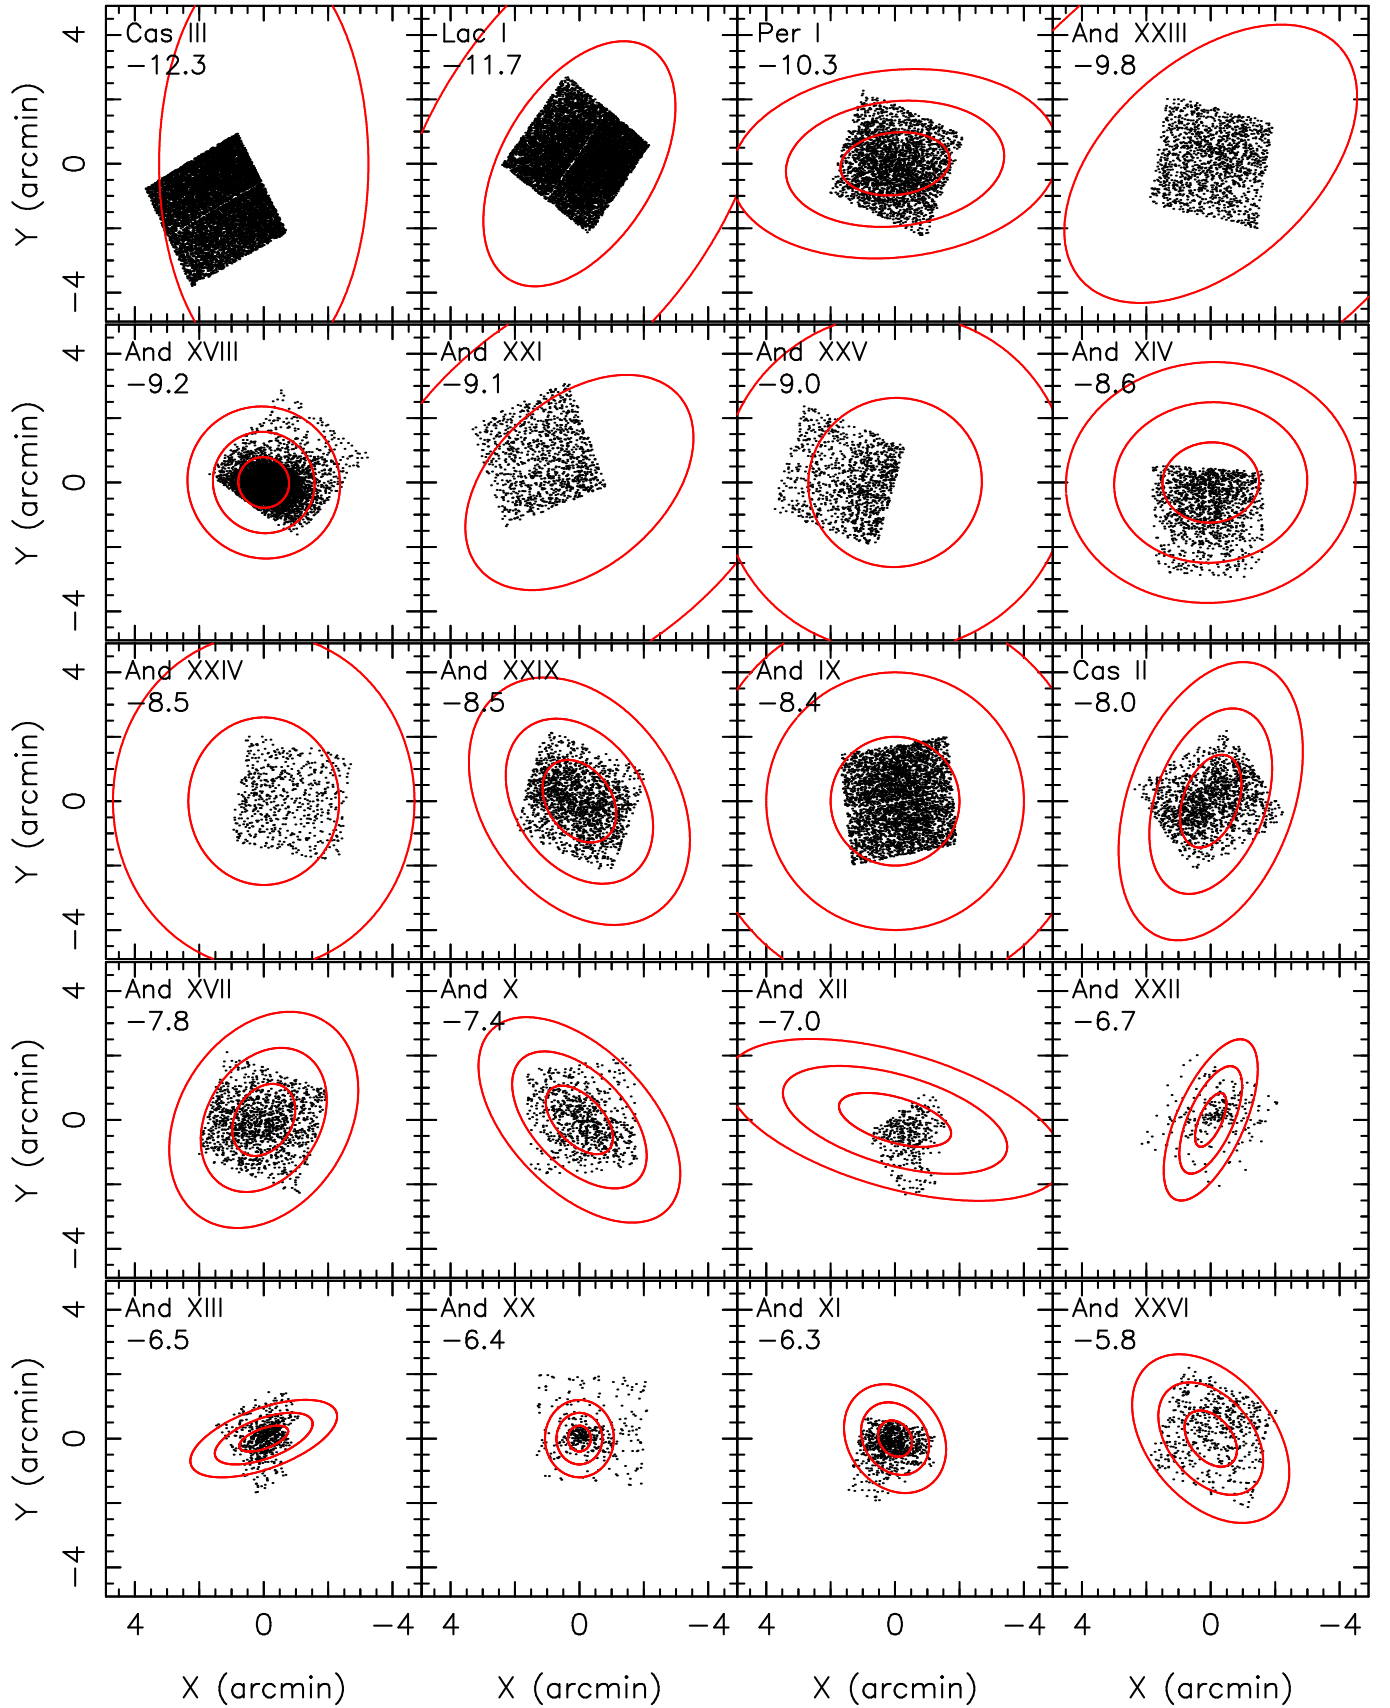 Cas III
−12.3
Lac I
−11.7
Per I
−10.3
And XXIII
−9.8
4
0
−4
Y (arcmin)
And XVIII
−9.2
And XXI
−9.1
And XXV
−9.0
And XIV
−8.6
4
0
−4
Y (arcmin)
And XXIV
−8.5
And XXIX
−8.5
And IX
−8.4
Cas II
−8.0
4
0
−4
Y (arcmin)
And XVII
−7.8
And X
−7.4
And XII
−7.0
And XXII
−6.7
4
0
−4
Y (arcmin)
And XIII
−6.5
And XX
−6.4
And XI
−6.3
And XXVI
−5.8
4
0
−4
Y (arcmin)
4 0 −4 4 0 −4 4 0 −4 4 0 −4
X (arcmin) X (arcmin) X (arcmin) X (arcmin)